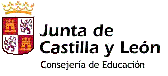 Junta de
Castilla y León
Consejería de Educación